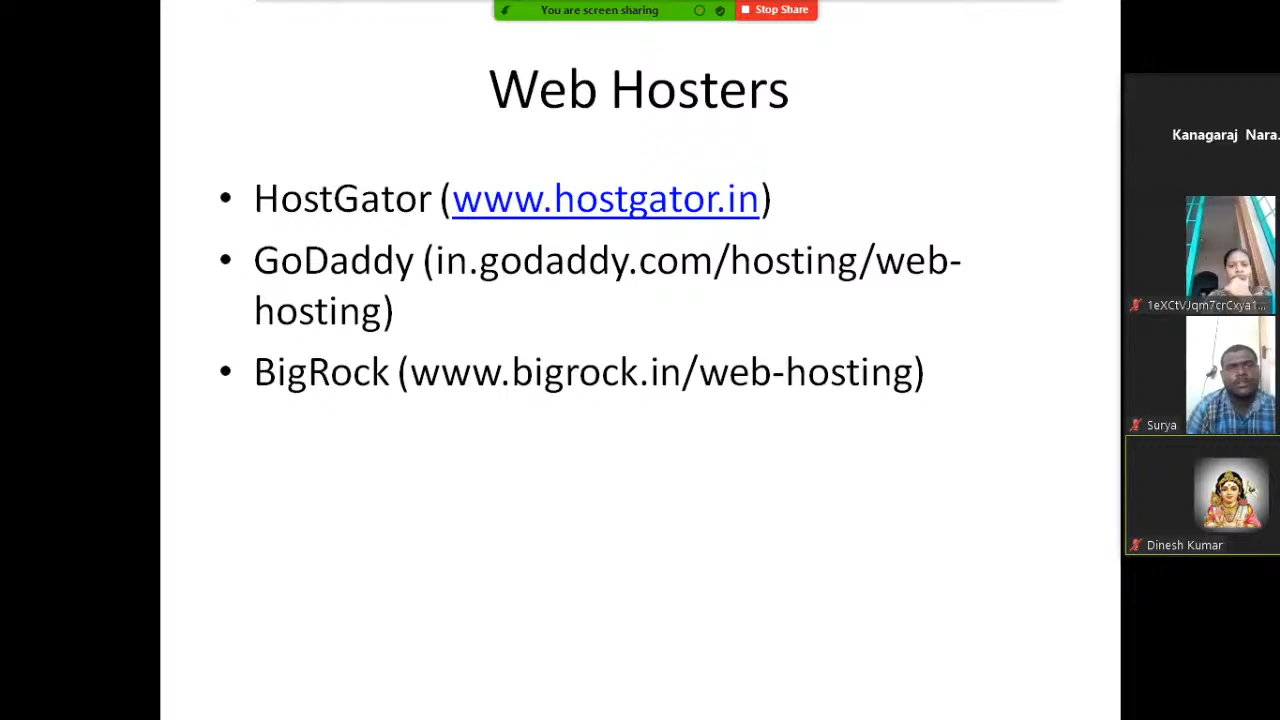 You are screen sharing
Stop Share
Web Hosters
• HostGator (www.hostgator.in)
• GoDaddy (in.godaddy.com/hosting/web-
hosting)
• BigRock (www.bigrock.in/web-hosting)
Kanagaraj Nara...
1eXCtVJqm7crCxya1...
Surya
Dinesh Kumar